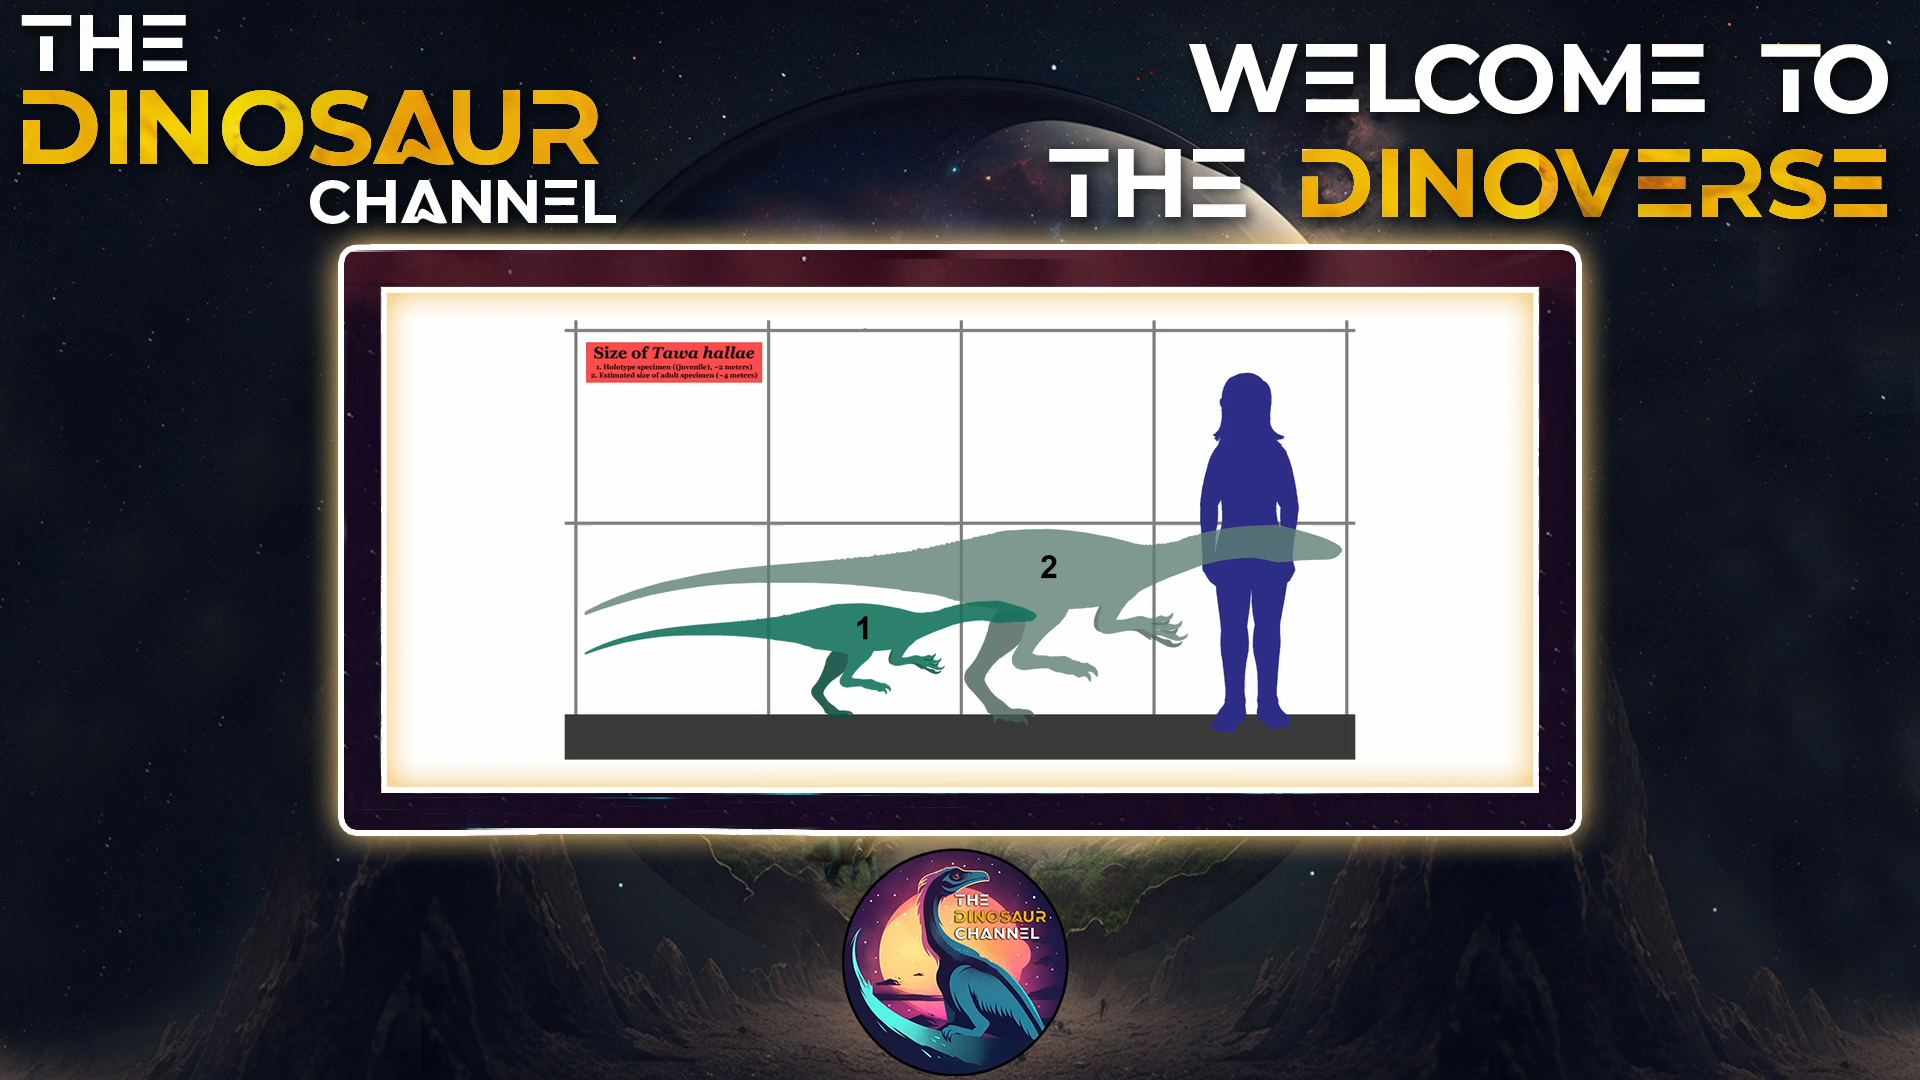 THE
DINOSAUR
CHANNEL
WELCOME TO
THE DINOVERSE
Size of Tawa hallae
1. Holotype specimen ((juvenile), ~2 meters)
2. Estimated size of adult specimen (~4 meters)
2
1
THE
DINOSAUR
CHANNEL